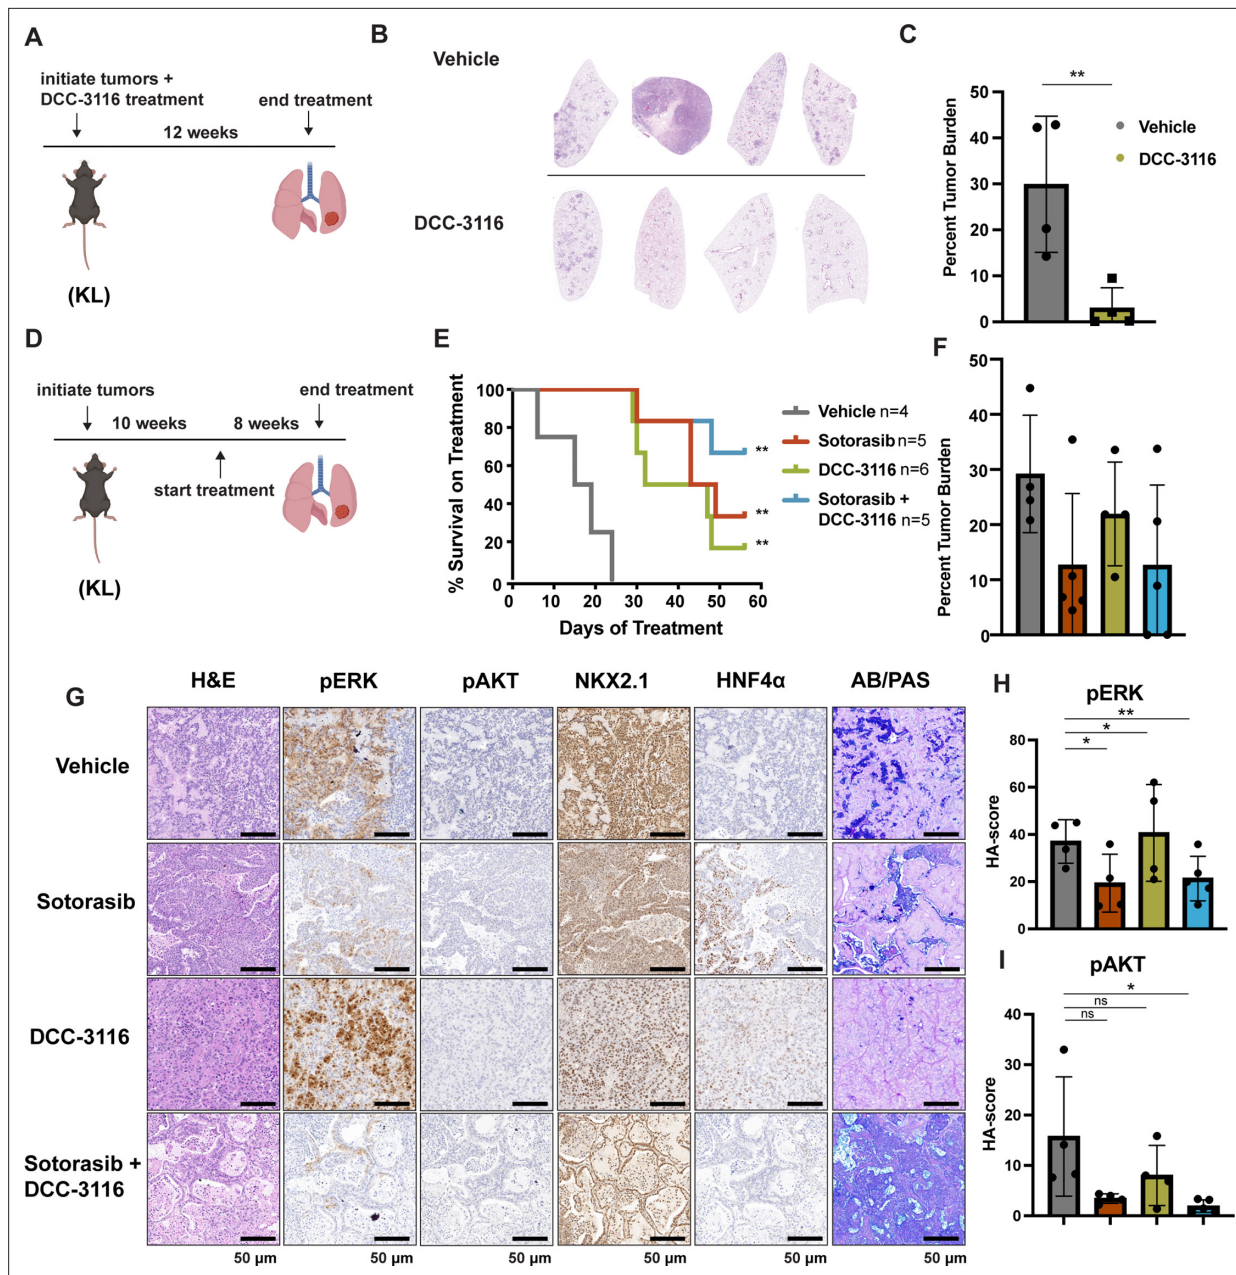 A
initiate tumors +
DCC-3116 treatment
end treatment
12 weeks
(KL)
B
Vehicle
DCC-3116
C
**
50
40
30
20
10
0
Percent Tumor Burden
Vehicle
DCC-3116
D
initiate tumors
end treatment
10 weeks
8 weeks
start treatment
(KL)
E
100
80
60
40
20
0
% Survival on Treatment
0 10 20 30 40 50 60
Days of Treatment
**
**
**
Vehicle n=4
Sotorasib n=5
DCC-3116 n=6
Sotorasib +
DCC-3116 n=5
F
50
40
30
20
10
0
Percent Tumor Burden
G
H&E pERK pAKT NKX2.1 HNF4α AB/PAS
Vehicle
Sotorasib
DCC-3116
Sotorasib +
DCC-3116
50 µm 50 µm 50 µm 50 µm 50 µm 50 µm
H
pERK
**
*
*
80
60
40
20
0
HA-score
I
pAKT
*
ns
ns
40
30
20
10
0
HA-score